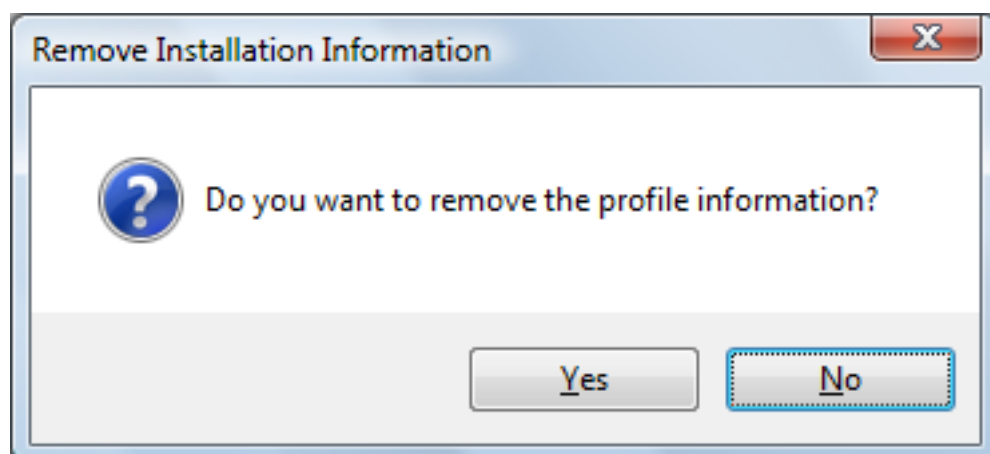 Remove Installation Information
Do you want to remove the profile information?
Yes
No